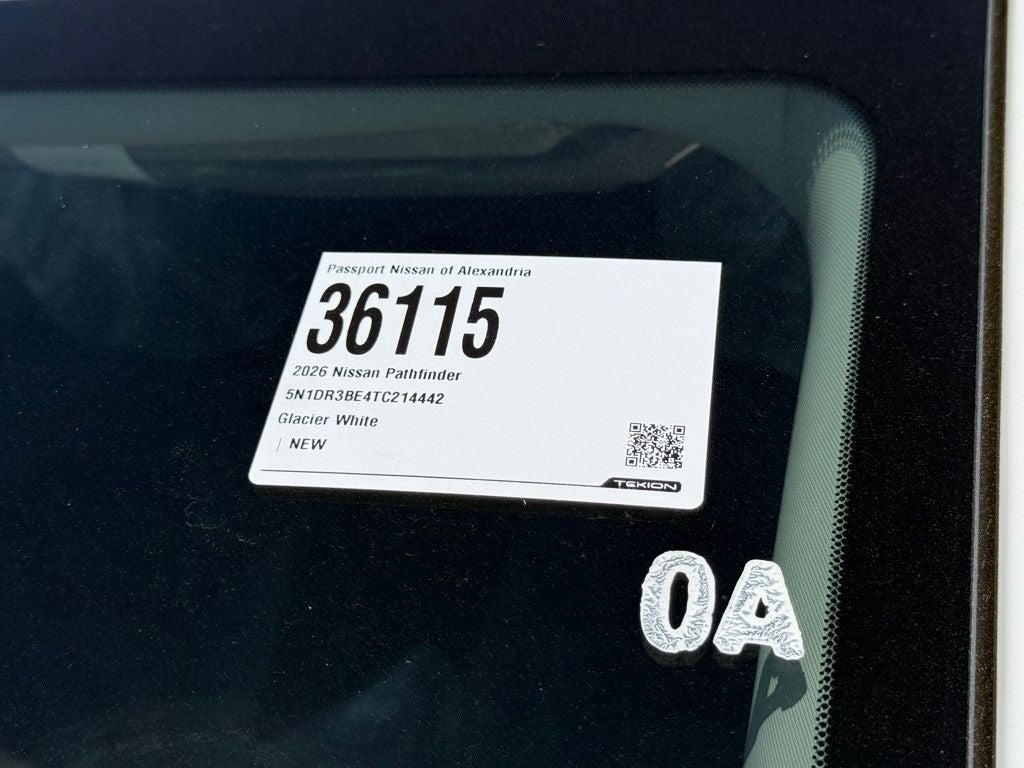 Passport Nissan of Alexandria
36115
2026 Nissan Pathfinder
5N1DR3BE4TC214442
Glacier White
| NEW
TEKION
0A